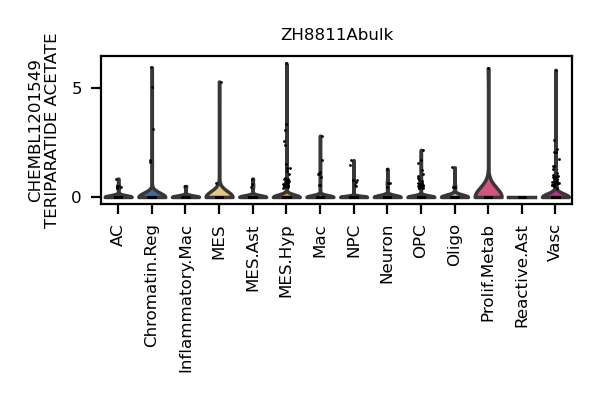 ZH8811Abulk
CHEMBL1201549
TERIPARATIDE ACETATE
5
0
AC
Chromatin.Reg
Inflammatory.Mac
MES
MES.Ast
MES.Hyp
Mac
NPC
Neuron
OPC
Oligo
Prolif.Metab
Reactive.Ast
Vasc